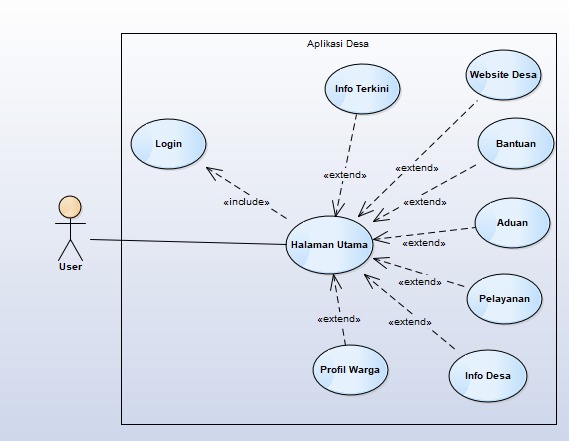 Aplikasi Desa
Website Desa
Info Terkini
Login
Bantuan
«extend»
«extend»
«include»
«extend»
User
Halaman Utama
Aduan
«extend»
«extend»
Pelayanan
«extend»
«extend»
Profil Warga
Info Desa